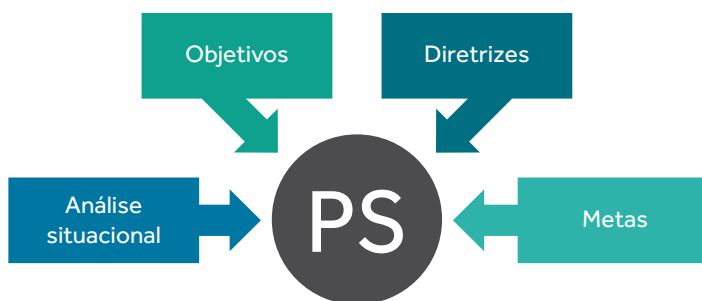 Objetivos
Diretrizes
Análise
situacional
PS
Metas